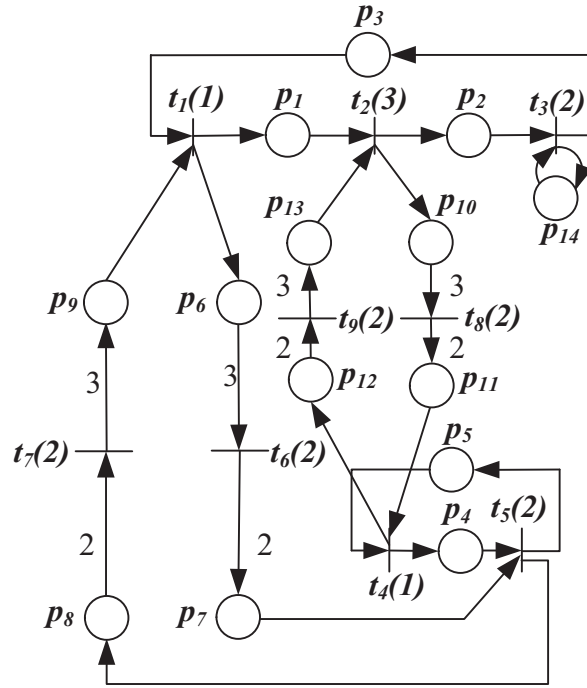 p3
t1(1) p1 t2(3) p2 t3(2)
p13 p10 p14
p9 p6 3 3
t9(2) t8(2)
3 3 2 2
p12 p11
t7(2) t6(2) p5
2 2 p4 t5(2)
t4(1)
p8 p7